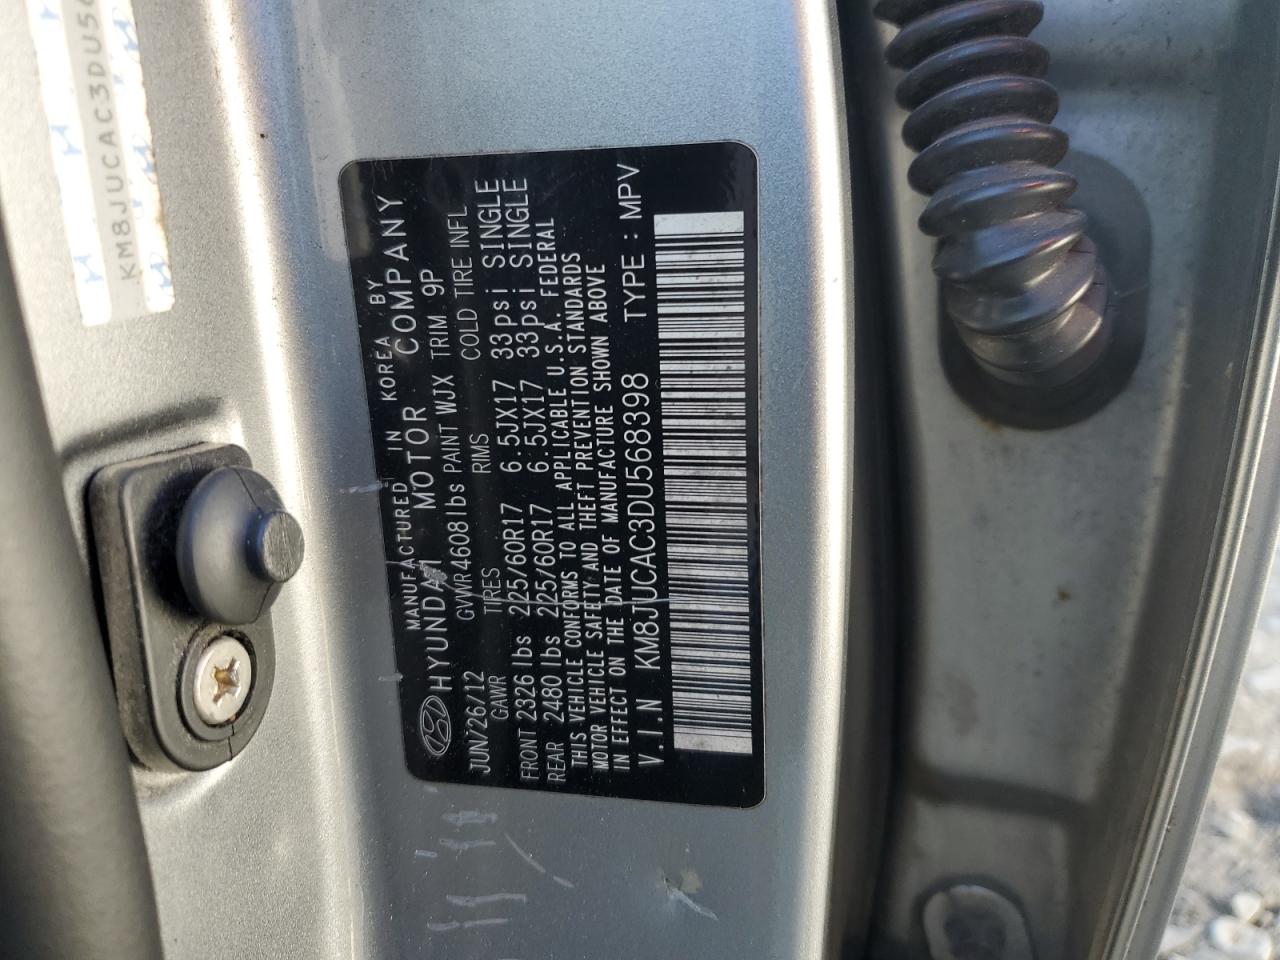 KM8JUCAC3DU56
MANUFACTURED IN KOREA BY
HYUNDAI MOTOR COMPANY
JUN/26/12 GVWR 4608lbs PAINT WJX TRIM 9P
GAWR TIRES RIMS COLD TIRE INFL
FRONT 2326lbs 225/60R17 6.5JX17 33psi SINGLE
REAR 2480lbs 225/60R17 6.5JX17 33psi SINGLE
THIS VEHICLE CONFORMS TO ALL APPLICABLE U.S.A. FEDERAL
MOTOR VEHICLE SAFETY AND THEFT PREVENTION STANDARDS
IN EFFECT ON THE DATE OF MANUFACTURE SHOWN ABOVE
V.I.N KM8JUCAC3DU568398 TYPE : MPV